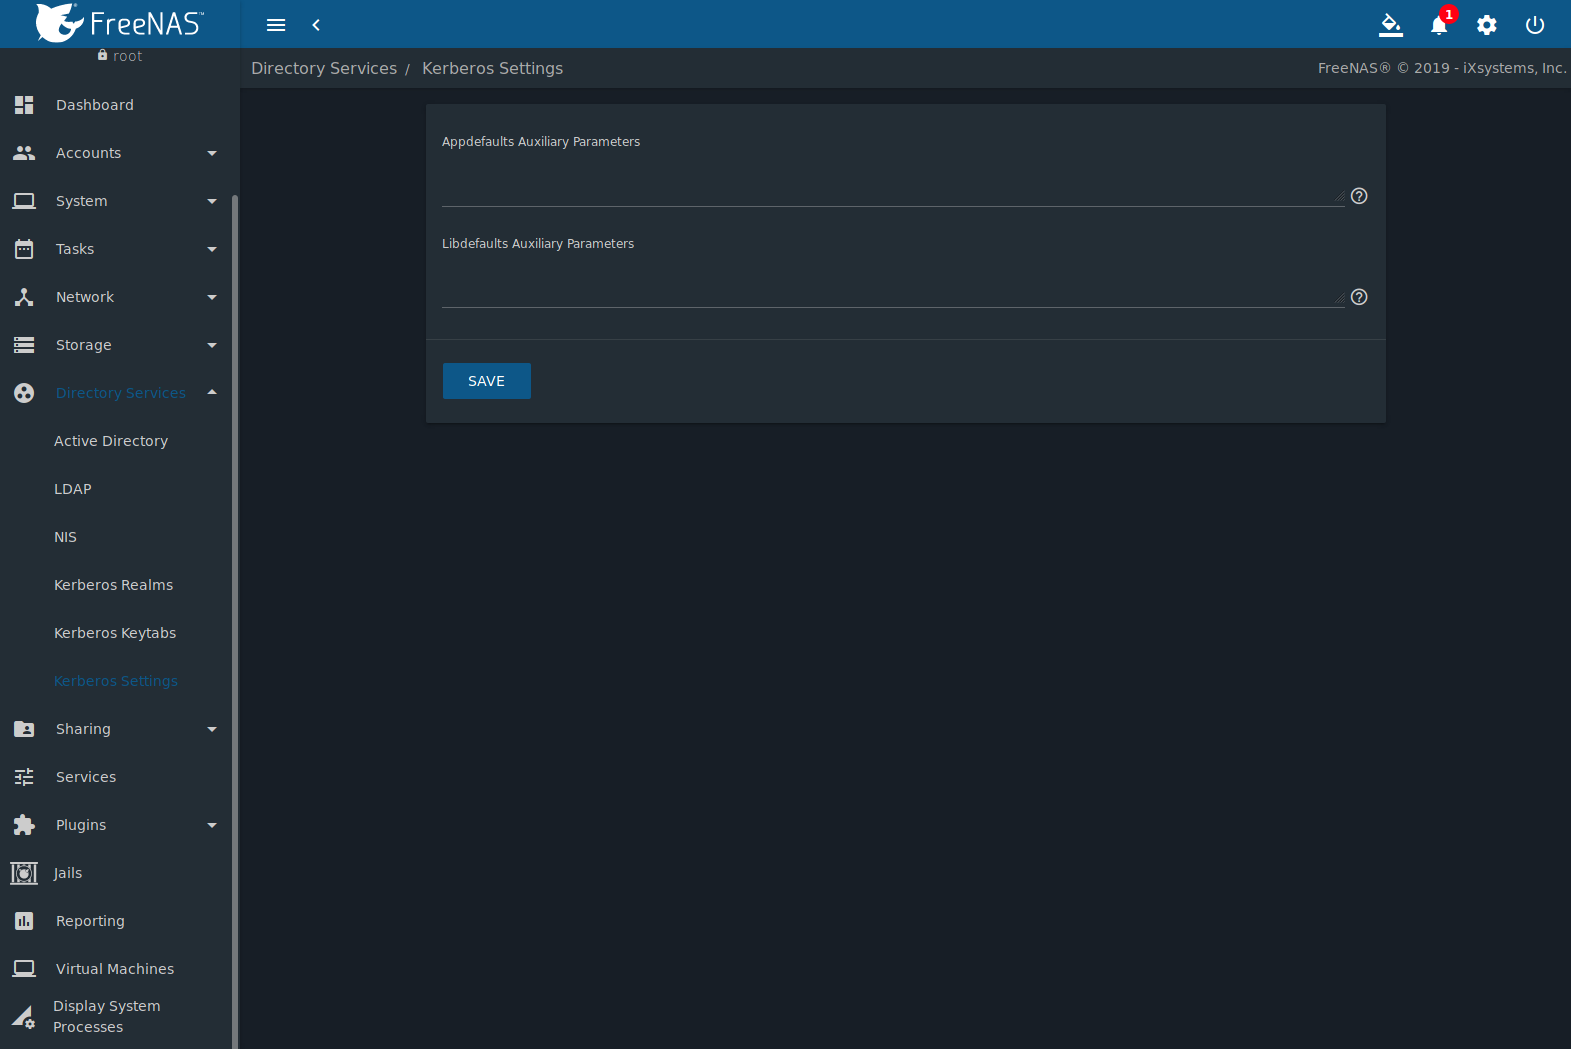 FreeNAS™
1
root
Directory Services / Kerberos Settings
FreeNAS® © 2019 - iXsystems, Inc.
Dashboard
Accounts
System
Tasks
Network
Storage
Directory Services
Active Directory
LDAP
NIS
Kerberos Realms
Kerberos Keytabs
Kerberos Settings
Sharing
Services
Plugins
Jails
Reporting
Virtual Machines
Display System
Processes
Appdefaults Auxiliary Parameters
Libdefaults Auxiliary Parameters
SAVE